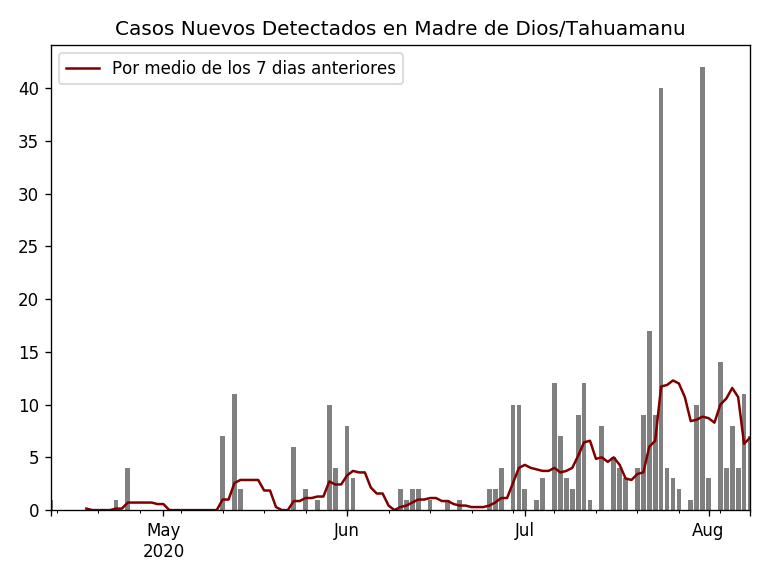 Casos Nuevos Detectados en Madre de Dios/Tahuamanu
Por medio de los 7 dias anteriores
40
35
30
25
20
15
10
5
0
May
2020
Jun
Jul
Aug